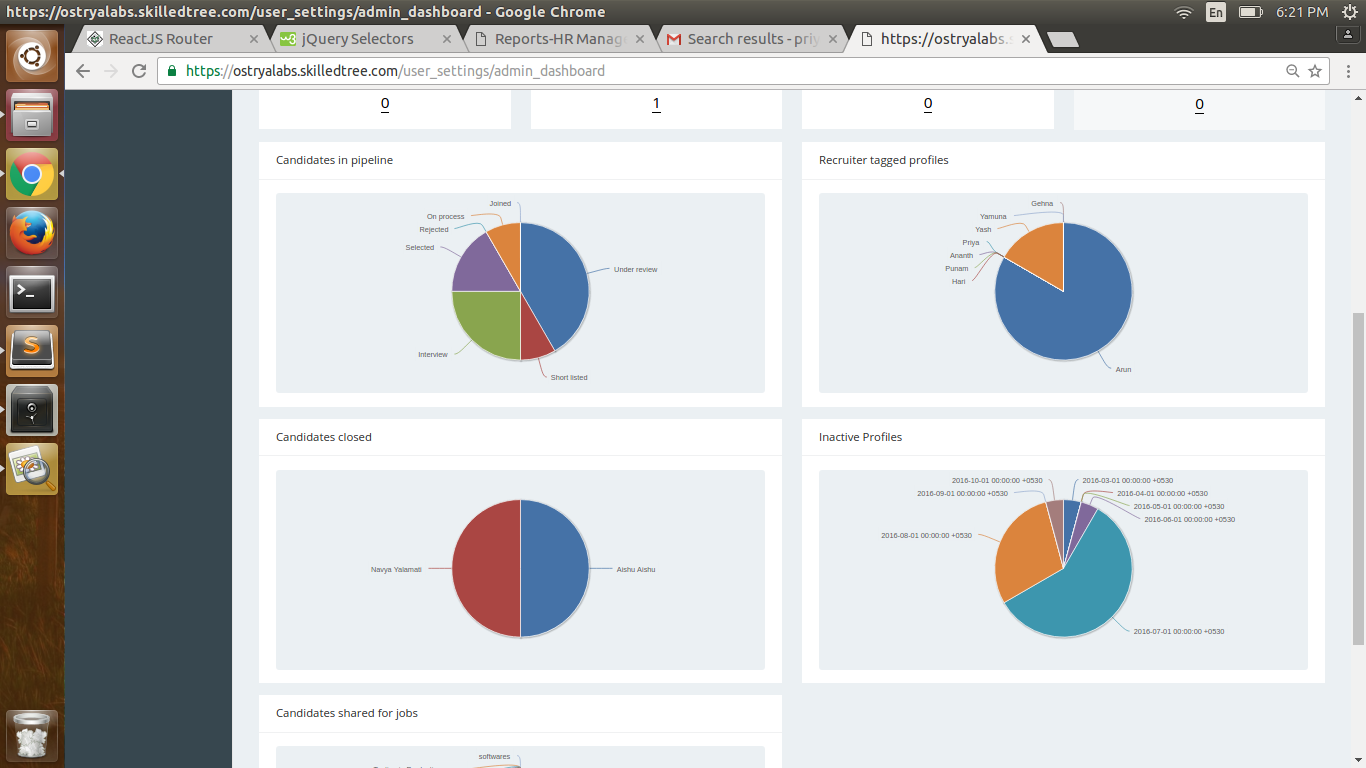 https://ostryalabs.skilledtree.com/user_settings/admin_dashboard - Google Chrome
En
6:21 PM
ReactJS Router
jQuery Selectors
Reports-HR Manag
Search results - priy
https://ostryalabs.s
https://ostryalabs.skilledtree.com/user_settings/admin_dashboard
0
1
0
0
Candidates in pipeline
Joined
On process
Rejected
Selected
Under review
Interview
Short listed
Recruiter tagged profiles
Gehna
Yamuna
Yash
Priya
Ananth
Punam
Hari
Arun
Candidates closed
Navya Yalamati
Aishu Aishu
Inactive Profiles
2016-10-01 00:00:00 +0530
2016-03-01 00:00:00 +0530
2016-09-01 00:00:00 +0530
2016-04-01 00:00:00 +0530
2016-05-01 00:00:00 +0530
2016-06-01 00:00:00 +0530
2016-08-01 00:00:00 +0530
2016-07-01 00:00:00 +0530
Candidates shared for jobs
softwares